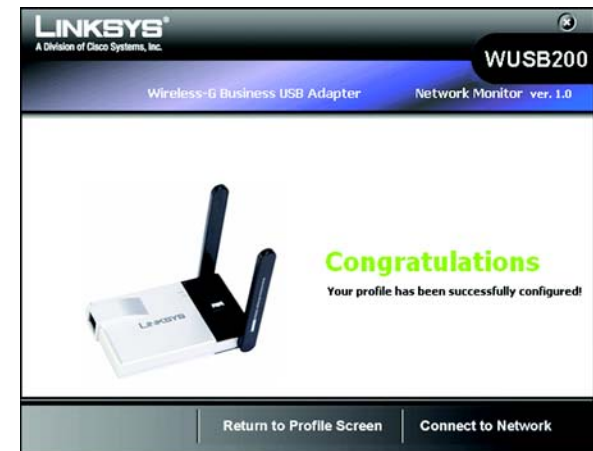 LINKSYS®
A Division of Cisco Systems, Inc.
WUSB200
Wireless-G Business USB Adapter
Network Monitor ver. 1.0
LINKSYS
Congratulations
Your profile has been successfully configured!
Return to Profile Screen
Connect to Network